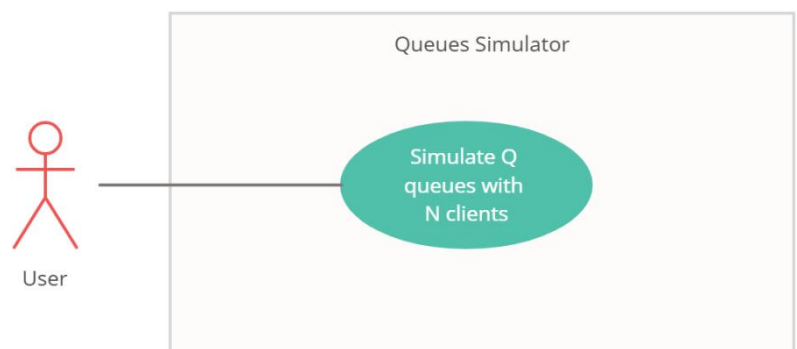 Queues Simulator
Simulate Q
queues with
N clients
User